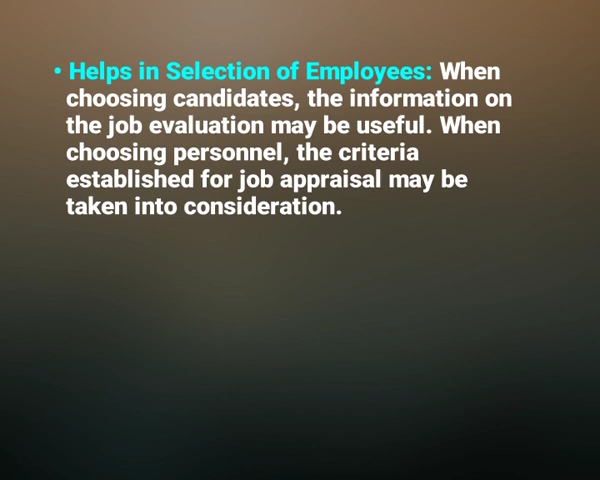 • Helps in Selection of Employees: When
choosing candidates, the information on
the job evaluation may be useful. When
choosing personnel, the criteria
established for job appraisal may be
taken into consideration.